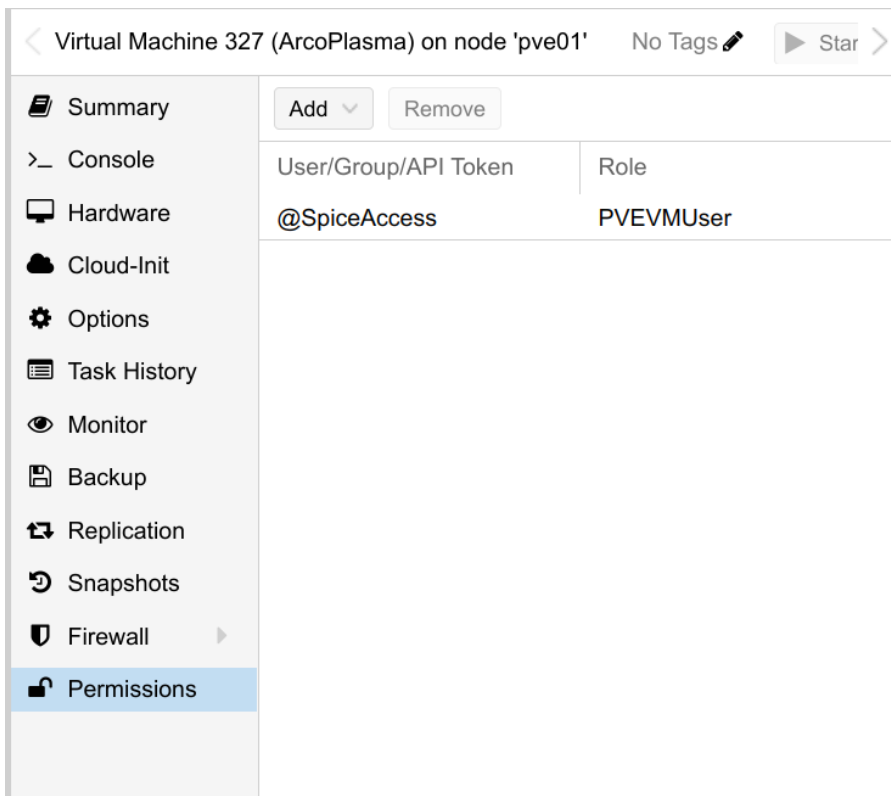 Virtual Machine 327 (ArcoPlasma) on node 'pve01' No Tags Star
Summary
Console
Hardware
Cloud-Init
Options
Task History
Monitor
Backup
Replication
Snapshots
Firewall
Permissions
Add Remove
User/Group/API Token Role
@SpiceAccess PVEVMUser